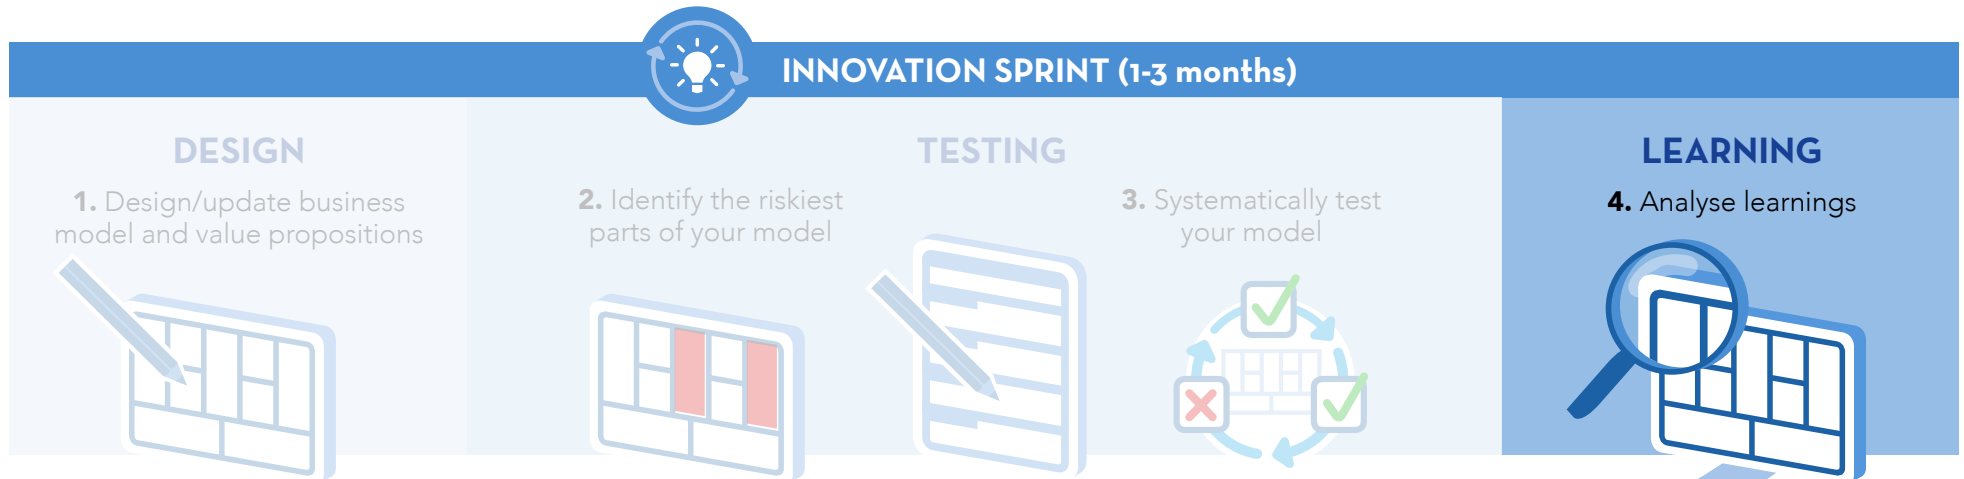 INNOVATION SPRINT (1-3 months)
DESIGN
1. Design/update business
model and value propositions
TESTING
2. Identify the riskiest
parts of your model
3. Systematically test
your model
LEARNING
4. Analyse learnings